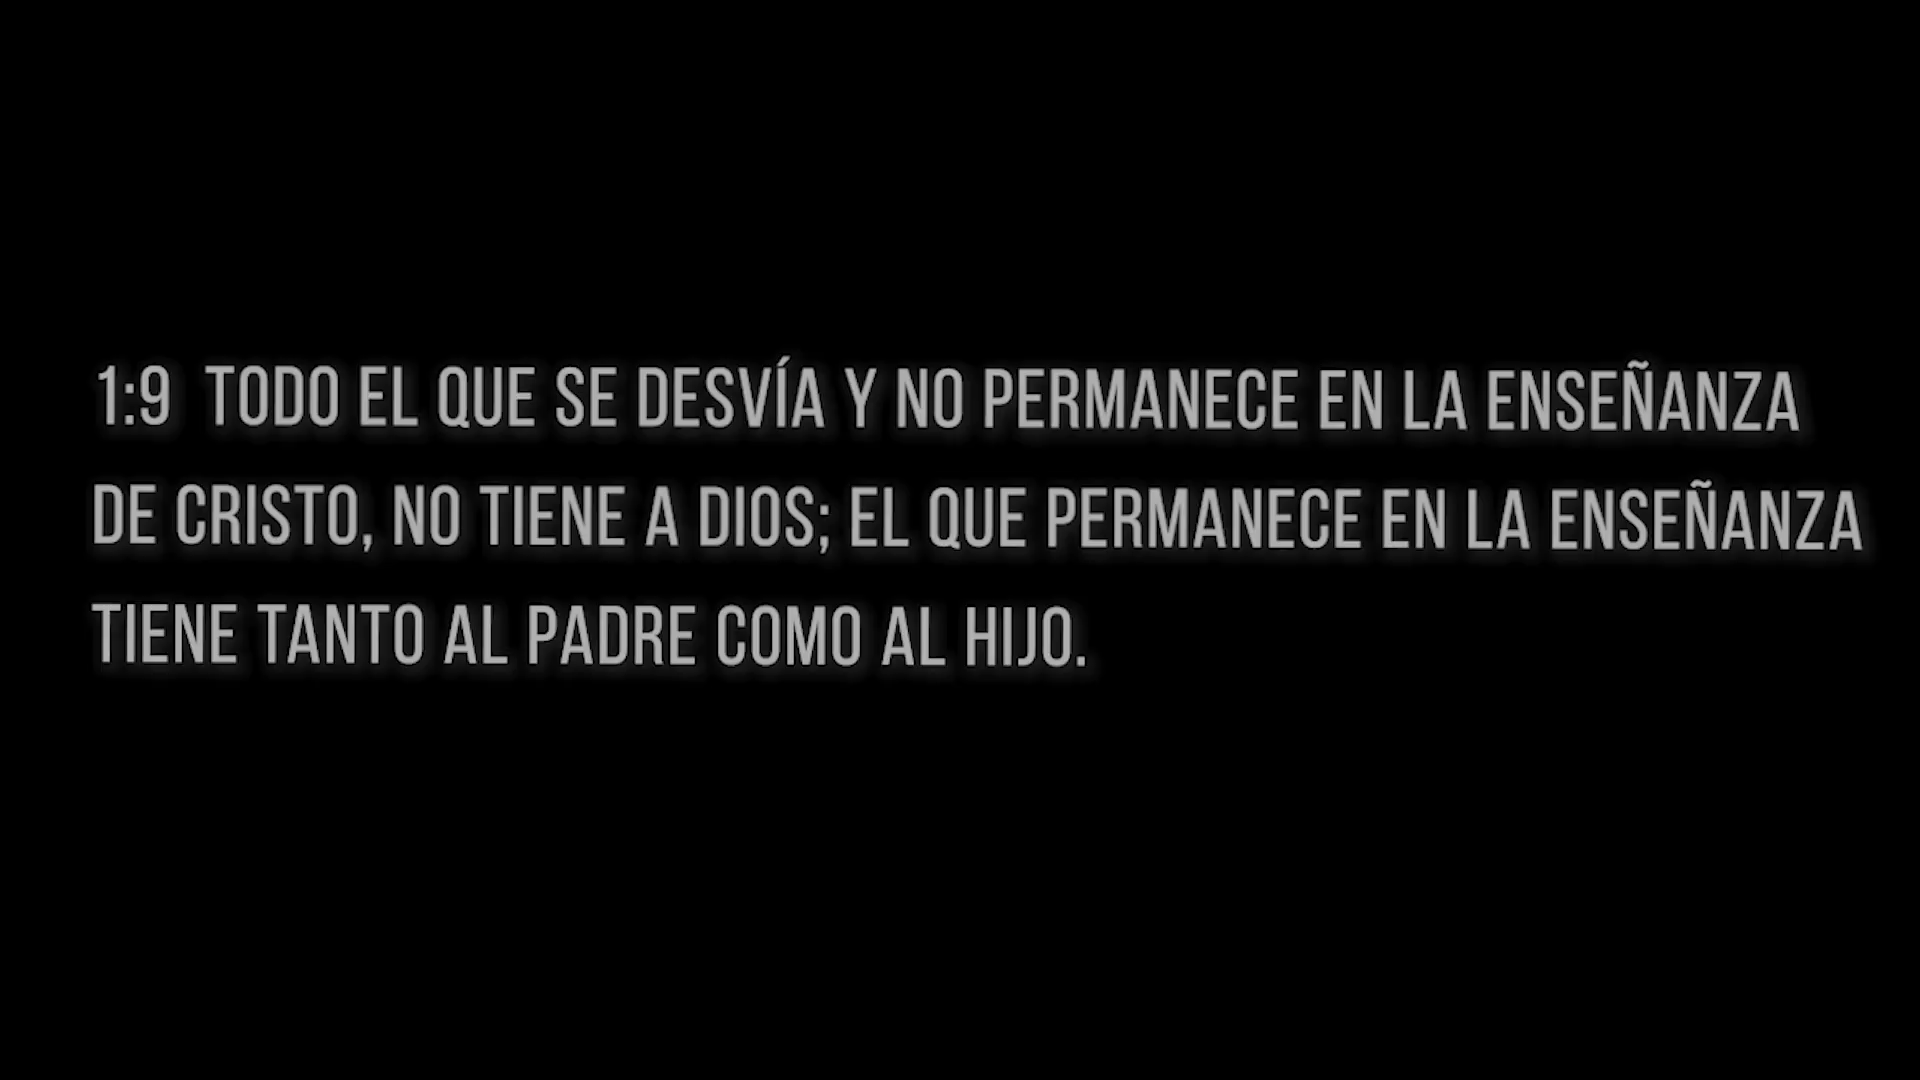 1:9 TODO EL QUE SE DESVÍA Y NO PERMANECE EN LA ENSEÑANZA
DE CRISTO, NO TIENE A DIOS; EL QUE PERMANECE EN LA ENSEÑANZA
TIENE TANTO AL PADRE COMO AL HIJO.